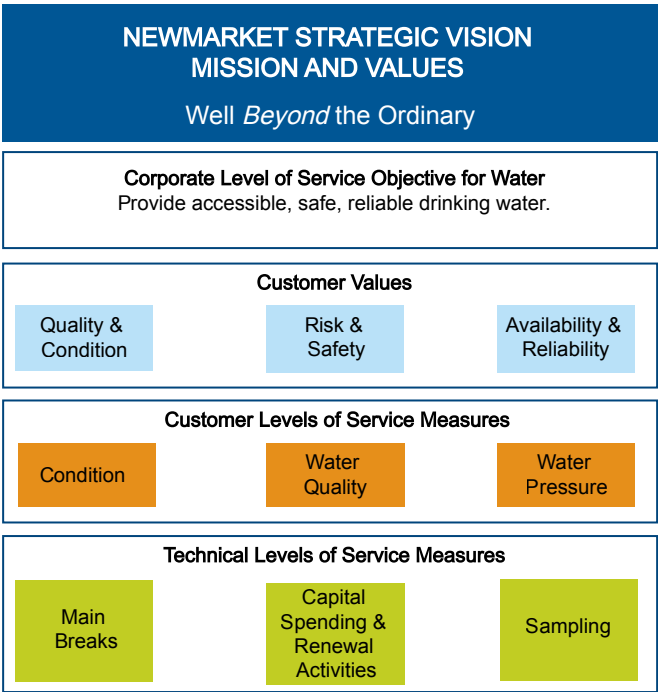 NEWMARKET STRATEGIC VISION
MISSION AND VALUES
Well Beyond the Ordinary
Corporate Level of Service Objective for Water
Provide accessible, safe, reliable drinking water.
Customer Values
Quality &
Condition
Risk &
Safety
Availability &
Reliability
Customer Levels of Service Measures
Condition
Water
Quality
Water
Pressure
Technical Levels of Service Measures
Main
Breaks
Capital
Spending &
Renewal
Activities
Sampling